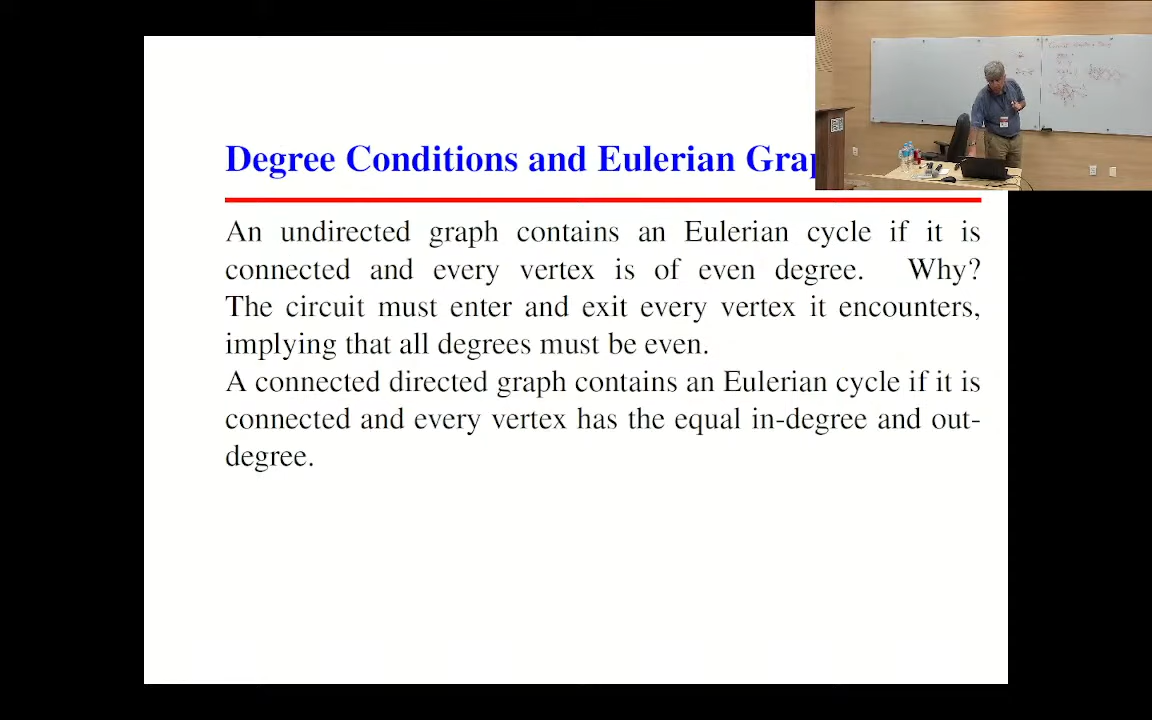 Degree Conditions and Eulerian
An undirected graph contains an Eulerian cycle if it is
connected and every vertex is of even degree. Why?
The circuit must enter and exit every vertex it encounters,
implying that all degrees must be even.
A connected directed graph contains an Eulerian cycle if it is
connected and every vertex has the equal in-degree and out-
degree.